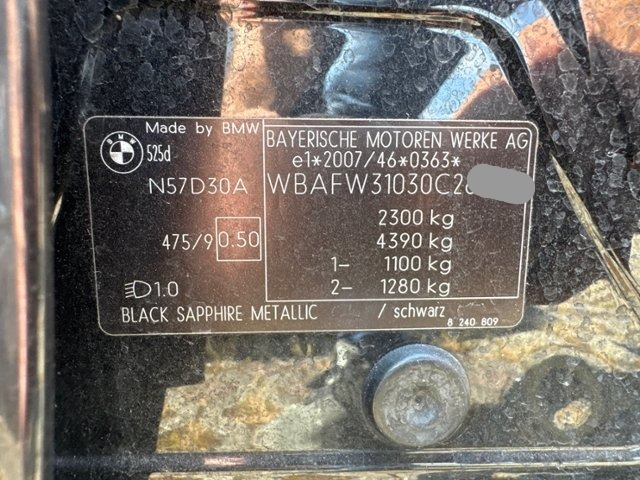 Made by BMW
BMW
525d
N57D30A
475/9 0.50
1.0
BLACK SAPPHIRE METALLIC / schwarz
8 240 809
BAYERISCHE MOTOREN WERKE AG
e1*2007/46*0363*
WBAFW31030C2
2300 kg
4390 kg
1- 1100 kg
2- 1280 kg